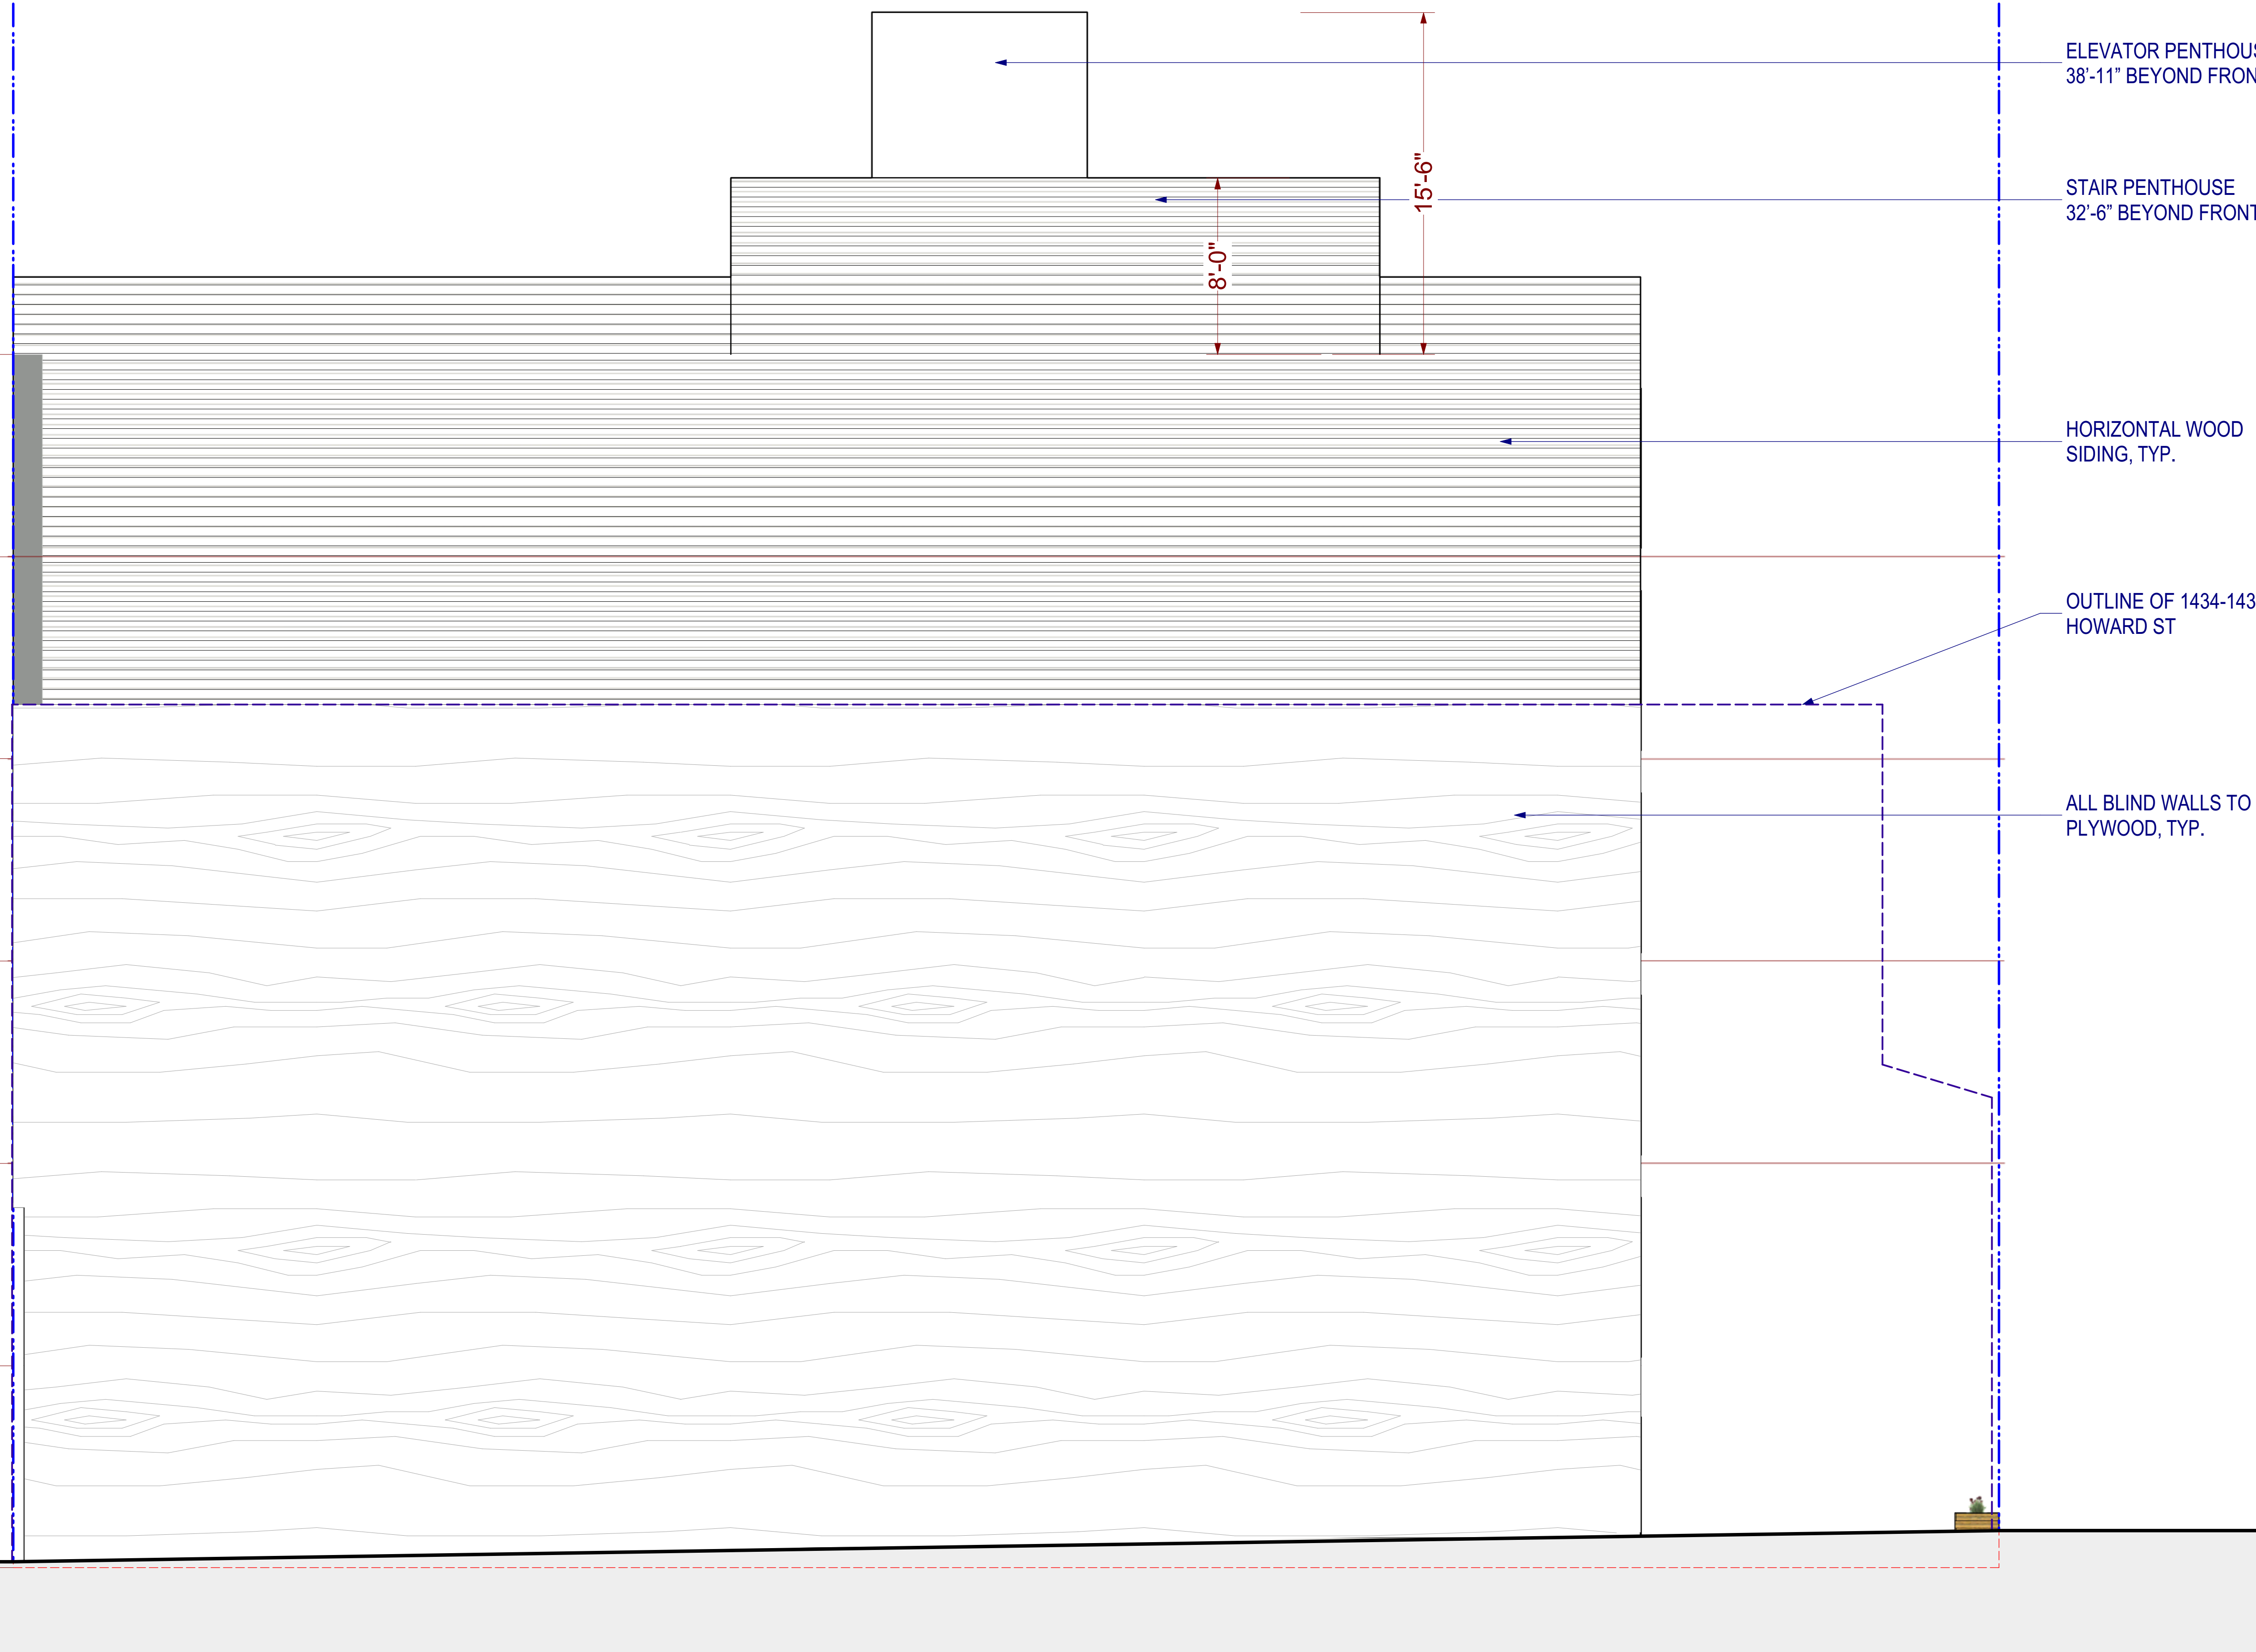 ELEVATOR PENTHOUS
38'-11” BEYOND FRON
STAIR PENTHOUSE
32'-6” BEYOND FRONT
15'-6"
8'-0"
HORIZONTAL WOOD
SIDING, TYP.
OUTLINE OF 1434-143
HOWARD ST
ALL BLIND WALLS TO
PLYWOOD, TYP.